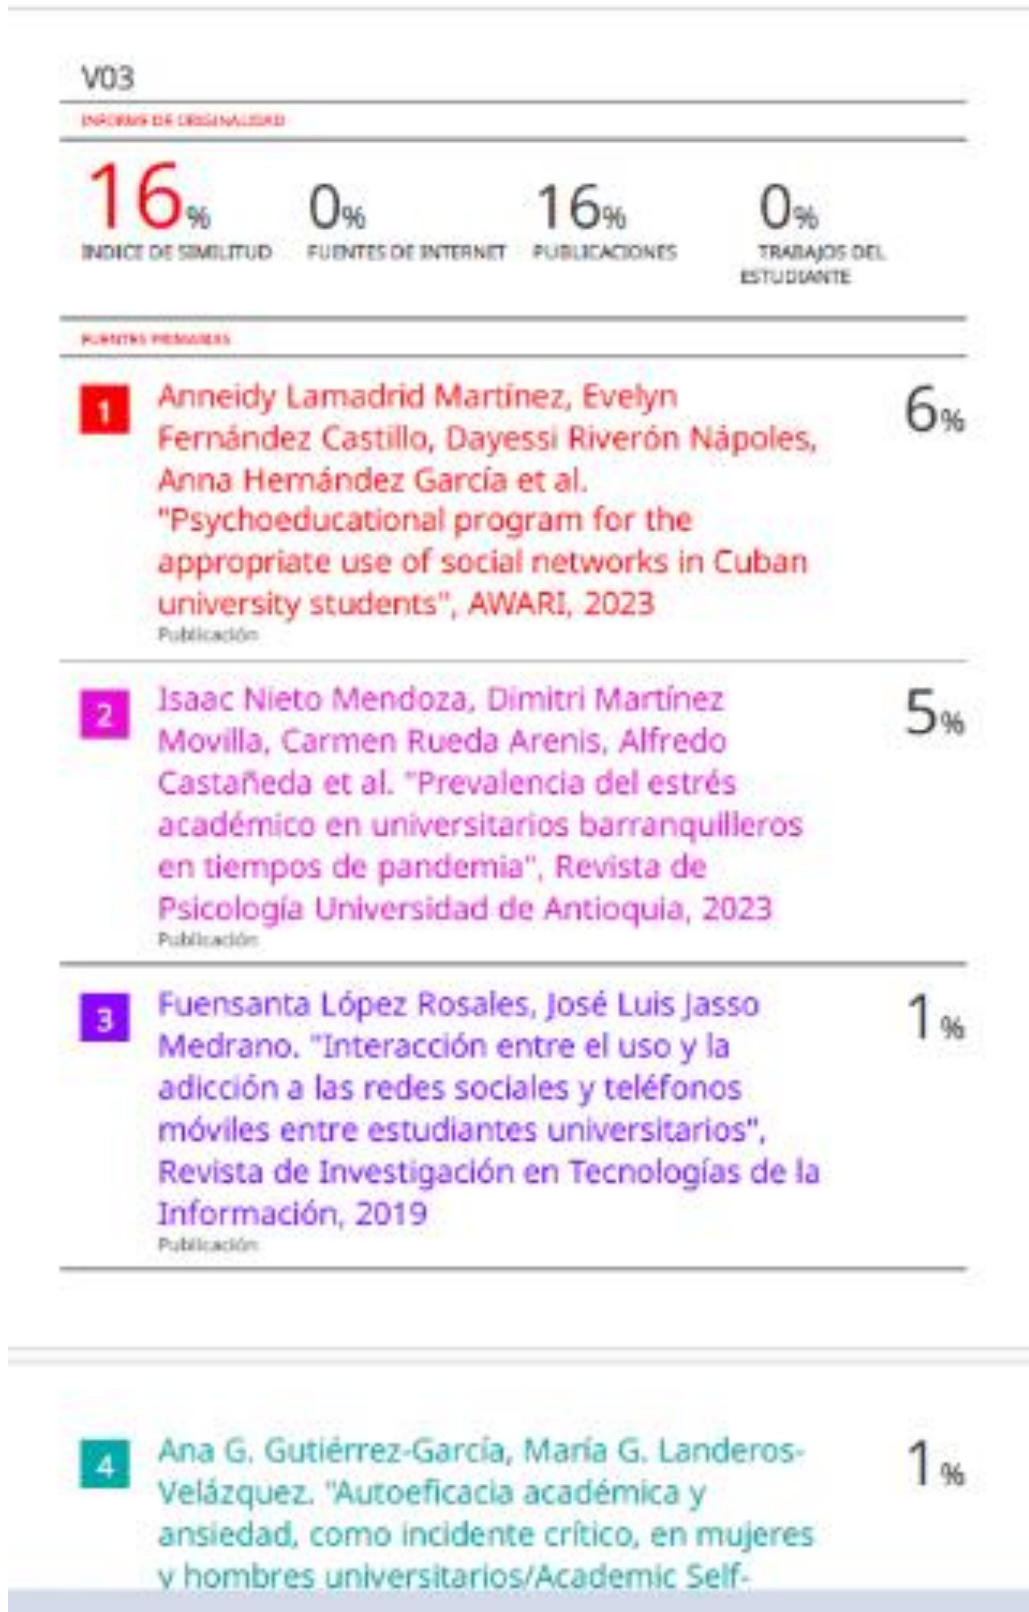 V03
INFORME DE ORIGINALIDAD
16%
INDICE DE SIMILITUD
0%
FUENTES DE INTERNET
16%
PUBLICACIONES
0%
TRABAJOS DEL
ESTUDIANTE
FUENTES PRIMARIAS
1
Anneidy Lamadrid Martínez, Evelyn
Fernández Castillo, Dayessi Riverón Nápoles,
Anna Hernández García et al.
"Psychoeducational program for the
appropriate use of social networks in Cuban
university students", AWARI, 2023
Publicación
6%
2
Isaac Nieto Mendoza, Dimitri Martínez
Movilla, Carmen Rueda Arenis, Alfredo
Castañeda et al. "Prevalencia del estrés
académico en universitarios barranquilleros
en tiempos de pandemia", Revista de
Psicología Universidad de Antioquia, 2023
Publicación
5%
3
Fuensanta López Rosales, José Luis Jasso
Medrano. "Interacción entre el uso y la
adicción a las redes sociales y teléfonos
móviles entre estudiantes universitarios",
Revista de Investigación en Tecnologías de la
Información, 2019
Publicación
1%
4
Ana G. Gutiérrez-García, María G. Landeros-
Velázquez. "Autoeficacia académica y
ansiedad, como incidente crítico, en mujeres
y hombres universitarios/Academic Self-
1%